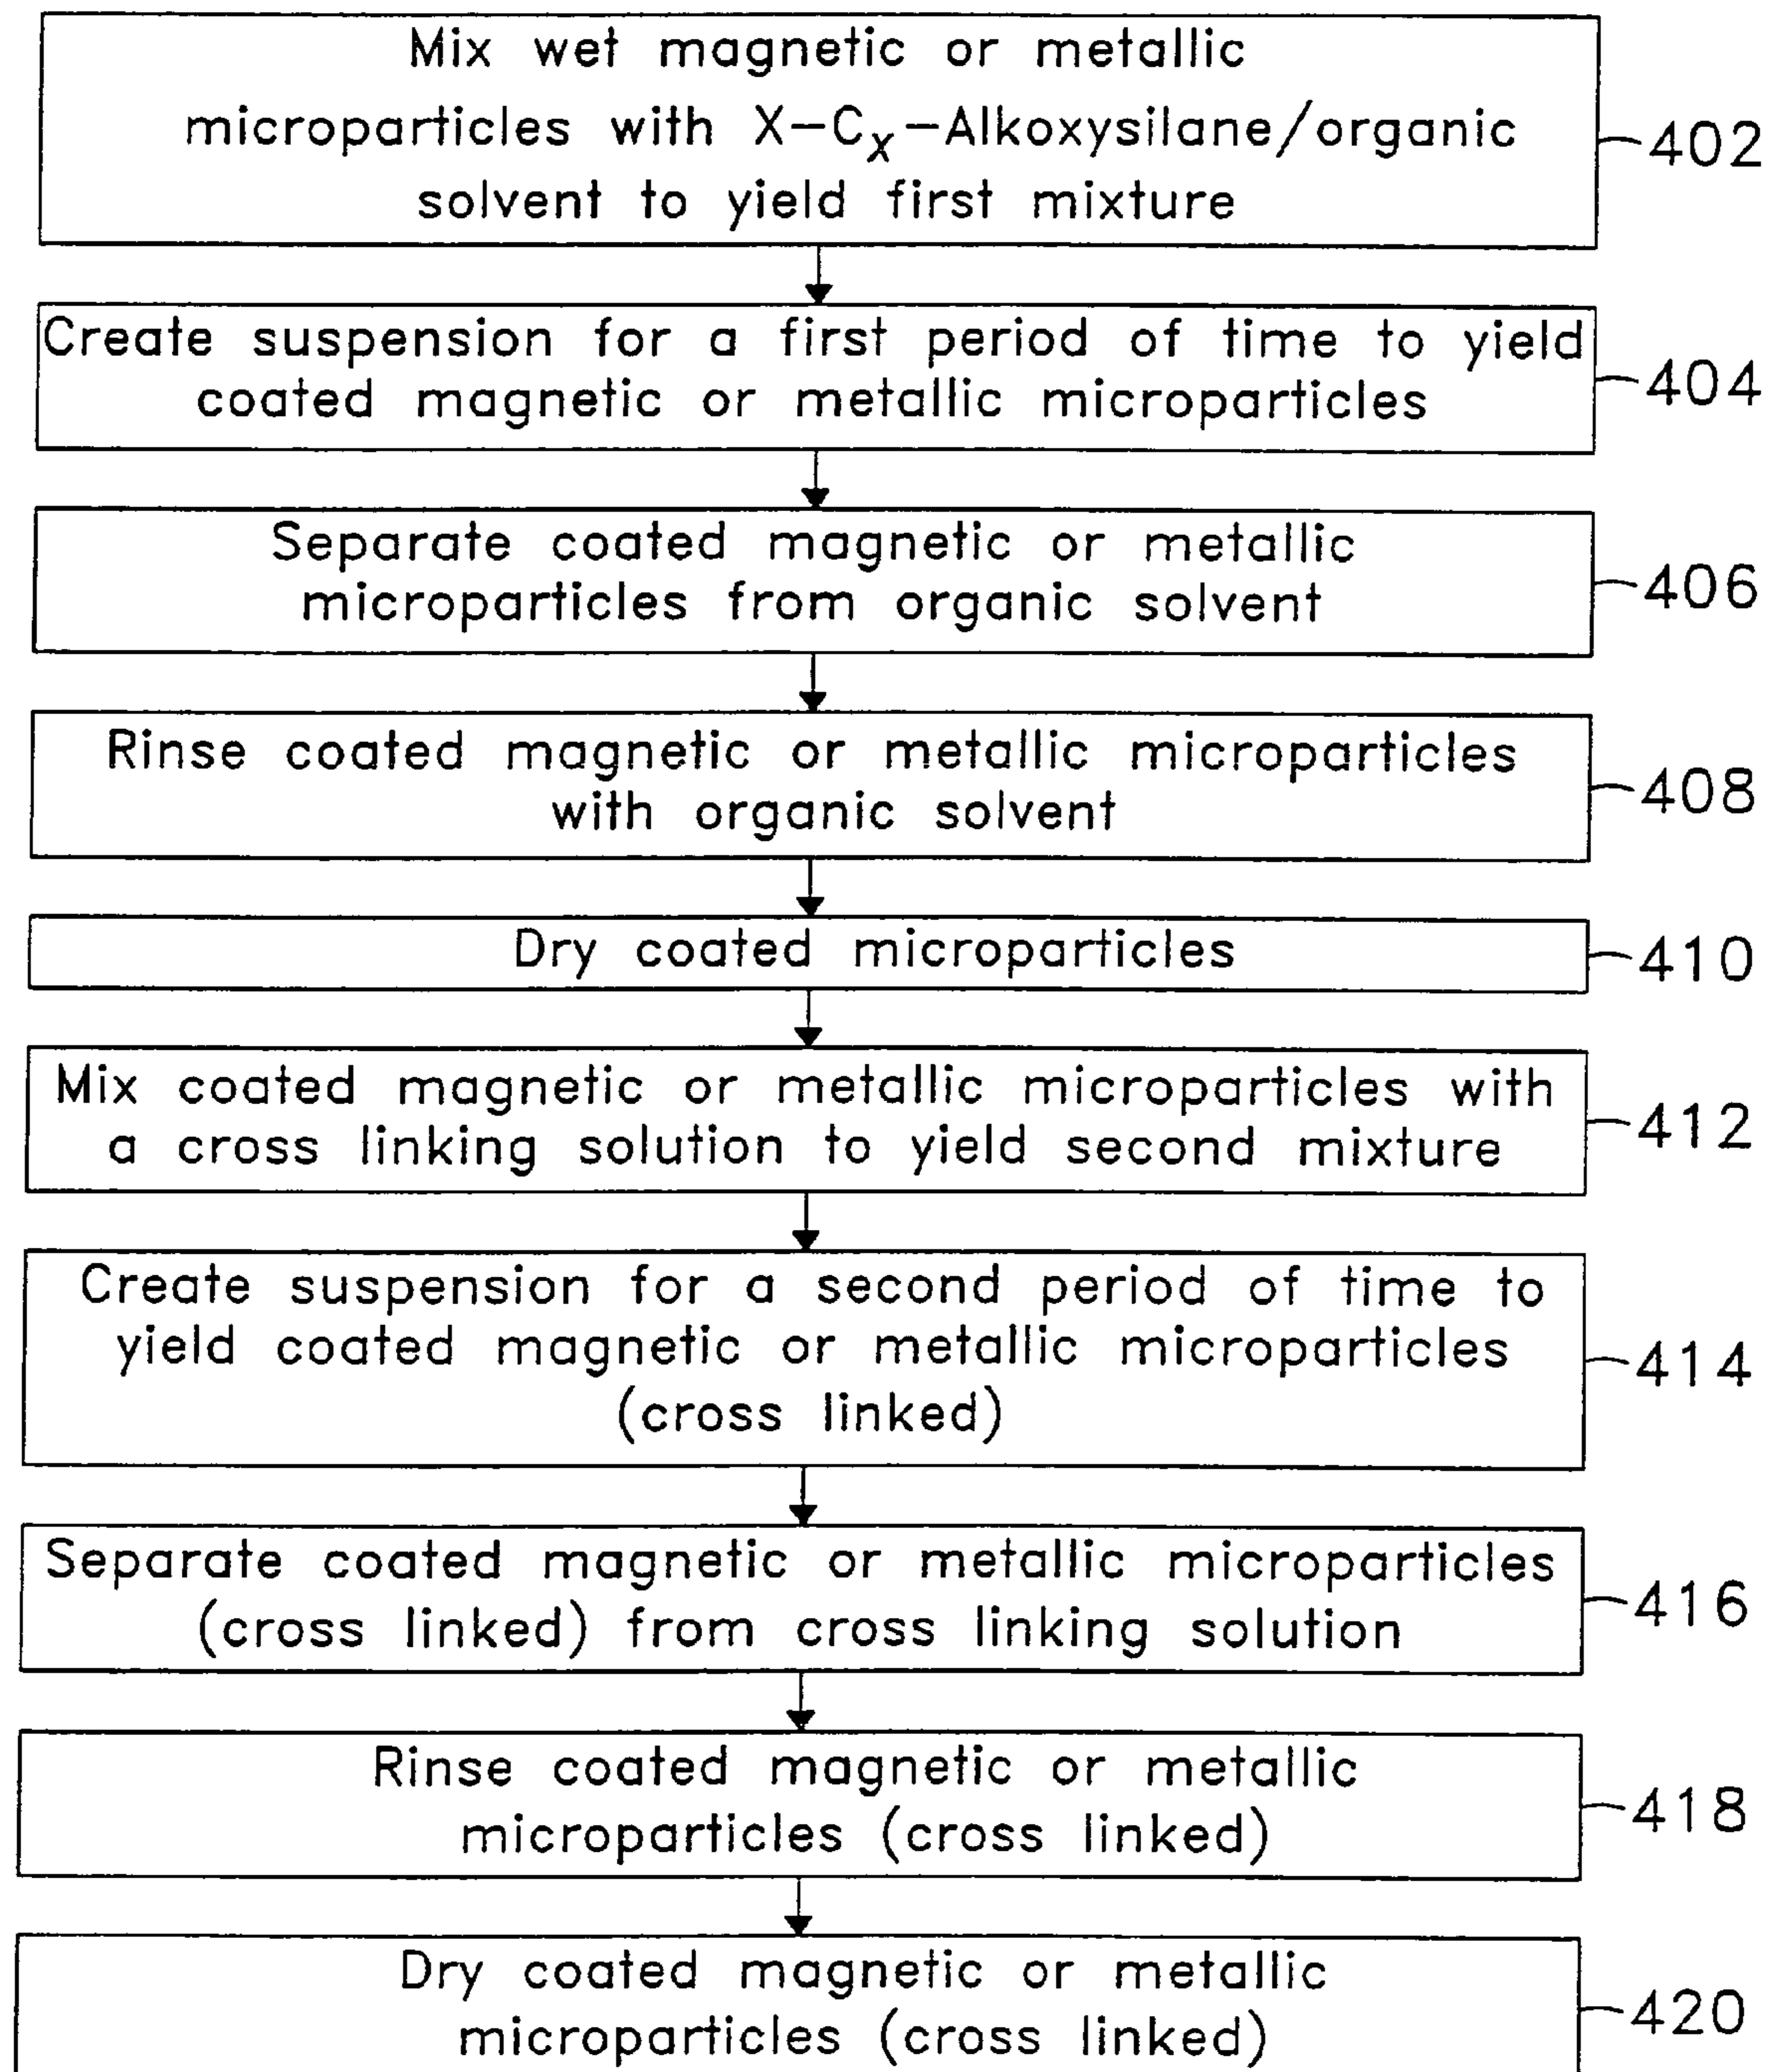 Mix wet magnetic or metallic
microparticles with X-Cx-Alkoxysilane/organic
solvent to yield first mixture
402
Create suspension for a first period of time to yield
coated magnetic or metallic microparticles
404
Separate coated magnetic or metallic
microparticles from organic solvent
406
Rinse coated magnetic or metallic microparticles
with organic solvent
408
Dry coated microparticles
410
Mix coated magnetic or metallic microparticles with
a cross linking solution to yield second mixture
412
Create suspension for a second period of time to
yield coated magnetic or metallic microparticles
(cross linked)
414
Separate coated magnetic or metallic microparticles
(cross linked) from cross linking solution
416
Rinse coated magnetic or metallic
microparticles (cross linked)
418
Dry coated magnetic or metallic
microparticles (cross linked)
420